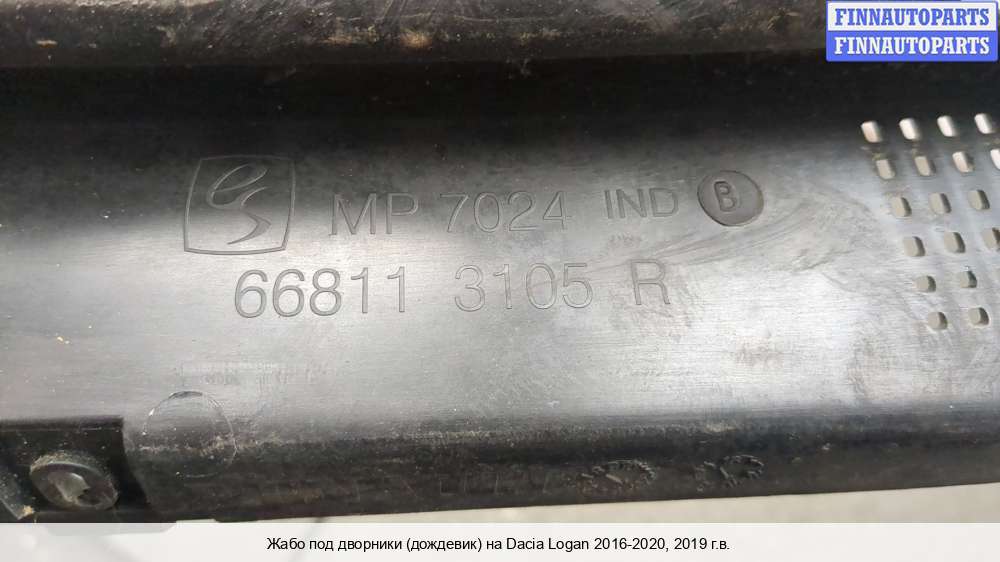 FINNAUTOPARTS
FINNAUTOPARTS
MP 7024 IND B
66811 3105 R
Жабо под дворники (дождевик) на Dacia Logan 2016-2020, 2019 г.в.